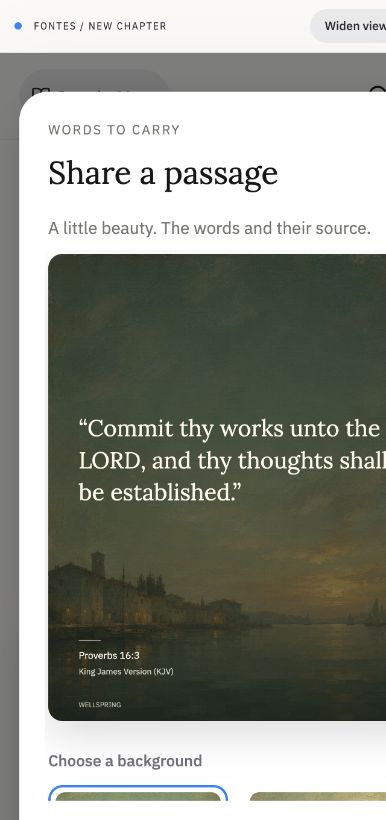 FONTES / NEW CHAPTER
Widen view
WORDS TO CARRY
Share a passage
A little beauty. The words and their source.
“Commit thy works unto the
LORD, and thy thoughts shall
be established.”
Proverbs 16:3
King James Version (KJV)
WELLSPRING
Choose a background